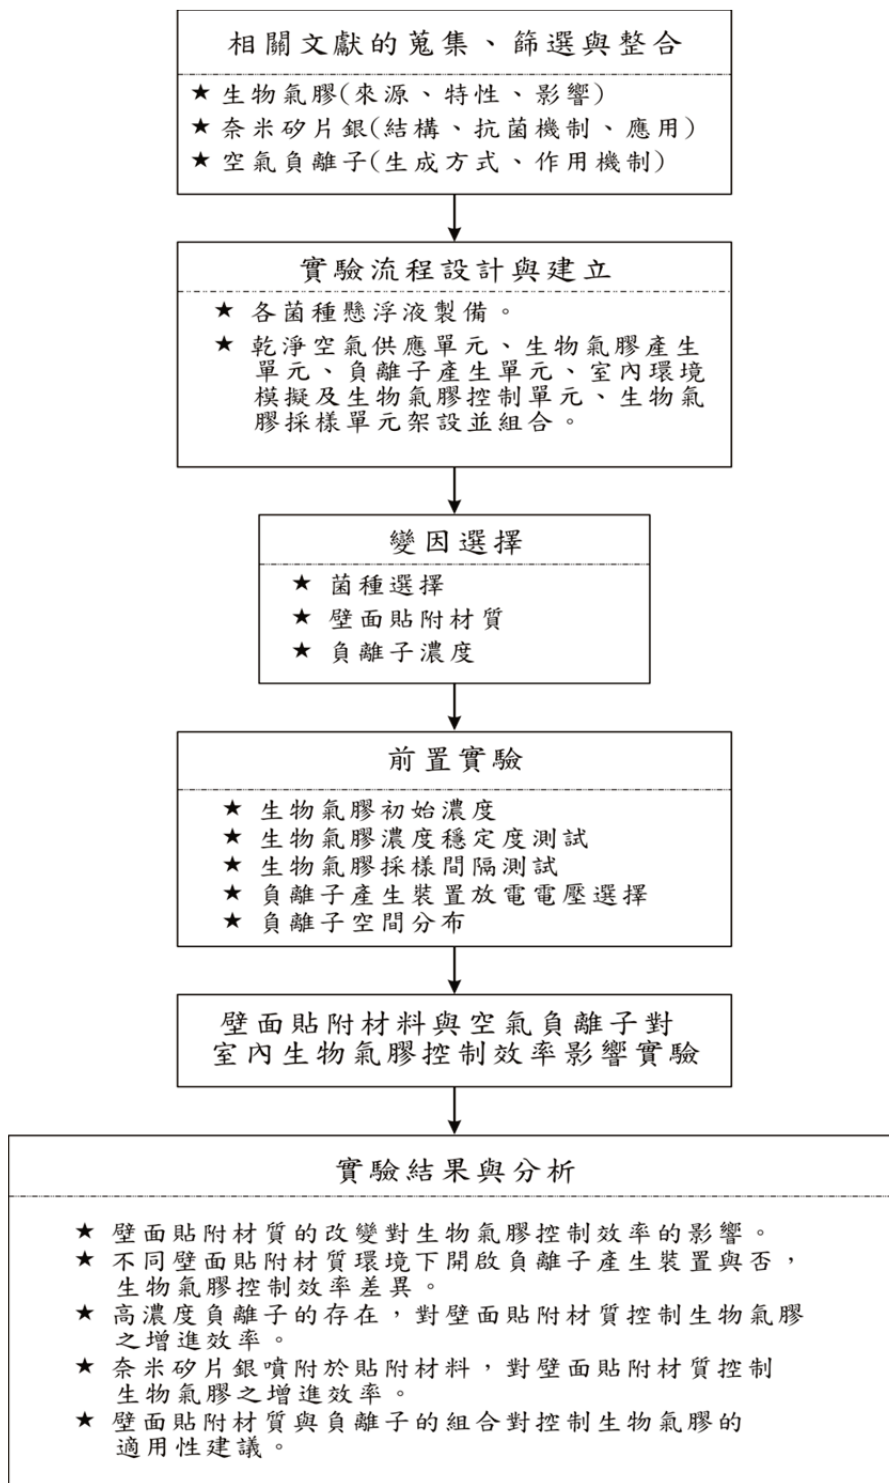 相關文獻的蒐集、篩選與整合
★ 生物氣膠(來源、特性、影響)
★ 奈米矽片銀(結構、抗菌機制、應用)
★ 空氣負離子(生成方式、作用機制)
實驗流程設計與建立
★ 各菌種懸浮液製備。
★ 乾淨空氣供應單元、生物氣膠產生
單元、負離子產生單元、室內環境
模擬及生物氣膠控制單元、生物氣
膠採樣單元架設並組合。
變因選擇
★ 菌種選擇
★ 壁面貼附材質
★ 負離子濃度
前置實驗
★ 生物氣膠初始濃度
★ 生物氣膠濃度穩定度測試
★ 生物氣膠採樣間隔測試
★ 負離子產生裝置放電電壓選擇
★ 負離子空間分布
壁面貼附材料與空氣負離子對
室內生物氣膠控制效率影響實驗
實驗結果與分析
★ 壁面貼附材質的改變對生物氣膠控制效率的影響。
★ 不同壁面貼附材質環境下開啟負離子產生裝置與否，
生物氣膠控制效率差異。
★ 高濃度負離子的存在，對壁面貼附材質控制生物氣膠
之增進效率。
★ 奈米矽片銀噴附於貼附材料，對壁面貼附材質控制
生物氣膠之增進效率。
★ 壁面貼附材質與負離子的組合對控制生物氣膠的
適用性建議。